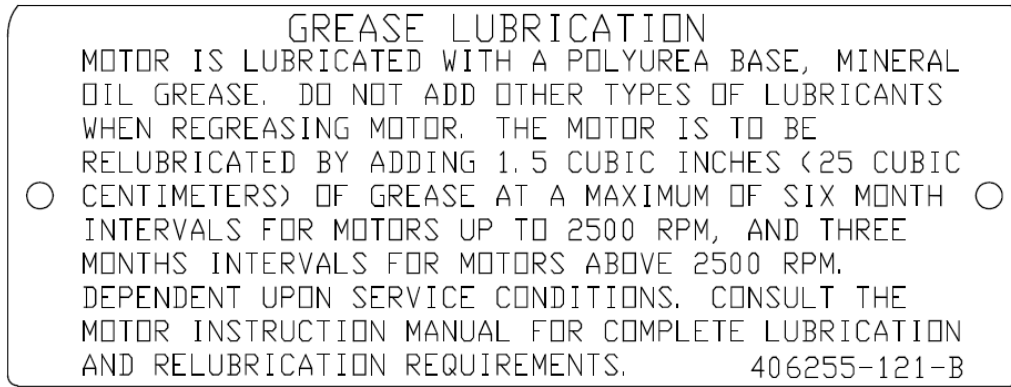 GREASE LUBRICATION
MOTOR IS LUBRICATED WITH A POLYUREA BASE, MINERAL
OIL GREASE. DO NOT ADD OTHER TYPES OF LUBRICANTS
WHEN REGREASING MOTOR. THE MOTOR IS TO BE
RELUBRICATED BY ADDING 1.5 CUBIC INCHES (25 CUBIC
CENTIMETERS) OF GREASE AT A MAXIMUM OF SIX MONTH
INTERVALS FOR MOTORS UP TO 2500 RPM, AND THREE
MONTHS INTERVALS FOR MOTORS ABOVE 2500 RPM.
DEPENDENT UPON SERVICE CONDITIONS. CONSULT THE
MOTOR INSTRUCTION MANUAL FOR COMPLETE LUBRICATION
AND RELUBRICATION REQUIREMENTS. 406255-121-B